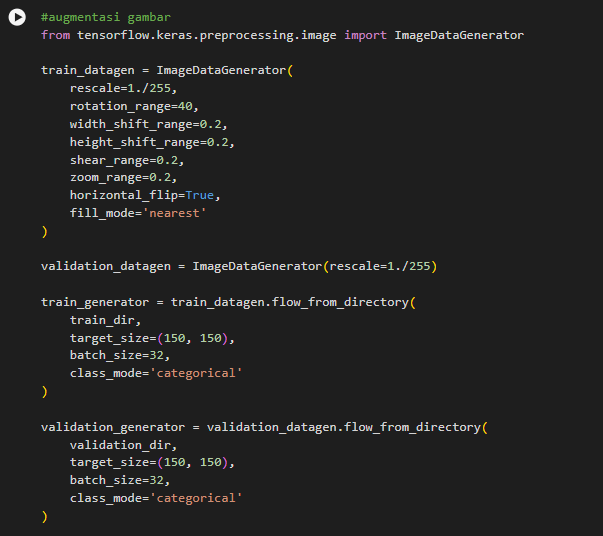 #augmentasi gambar
from tensorflow.keras.preprocessing.image import ImageDataGenerator
train_datagen = ImageDataGenerator(
    rescale=1./255,
    rotation_range=40,
    width_shift_range=0.2,
    height_shift_range=0.2,
    shear_range=0.2,
    zoom_range=0.2,
    horizontal_flip=True,
    fill_mode='nearest'
)
validation_datagen = ImageDataGenerator(rescale=1./255)
train_generator = train_datagen.flow_from_directory(
    train_dir,
    target_size=(150, 150),
    batch_size=32,
    class_mode='categorical'
)
validation_generator = validation_datagen.flow_from_directory(
    validation_dir,
    target_size=(150, 150),
    batch_size=32,
    class_mode='categorical'
)